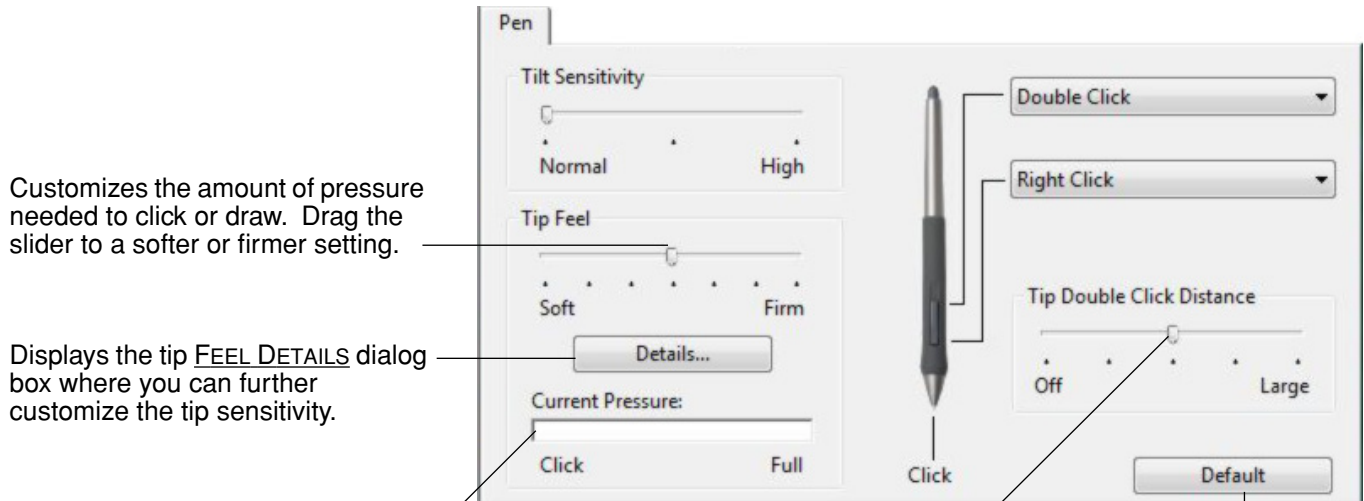 Pen
Tilt Sensitivity
Normal High
Customizes the amount of pressure
needed to click or draw. Drag the
slider to a softer or firmer setting.
Tip Feel
Soft Firm
Details...
Displays the tip FEEL DETAILS dialog
box where you can further
customize the tip sensitivity.
Current Pressure:
Click Full
Double Click
Right Click
Tip Double Click Distance
Off Large
Click
Default